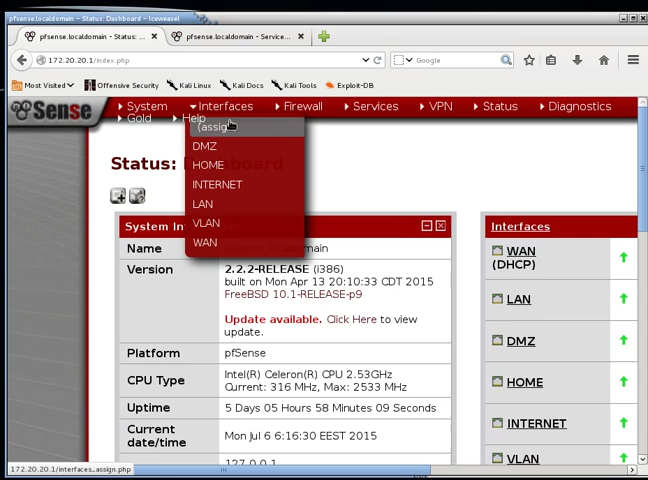 pfsense.localdomain - Status: Dashboard - Iceweasel
pfsense.localdomain - Status: ...
pfsense.localdomain - Service...
172.20.20.1/index.php
Google
Most Visited
Offensive Security
Kali Linux
Kali Docs
Kali Tools
Exploit-DB
Sense
System
Interfaces
Firewall
Services
VPN
Status
Diagnostics
Gold
Help
(assign)
DMZ
HOME
INTERNET
LAN
VLAN
WAN
Status: Dashboard
System
Name
Version
2.2.2-RELEASE (i386)
built on Mon Apr 13 20:10:33 CDT 2015
FreeBSD 10.1-RELEASE-p9
Update available. Click Here to view
update.
Platform
pfSense
CPU Type
Intel(R) Celeron(R) CPU 2.53GHz
Current: 316 MHz, Max: 2533 MHz
Uptime
5 Days 05 Hours 58 Minutes 09 Seconds
Current
date/time
Mon Jul 6 6:16:30 EEST 2015
127.0.0.1
Interfaces
WAN
(DHCP)
LAN
DMZ
HOME
INTERNET
VLAN
172.20.20.1/interfaces_assign.php